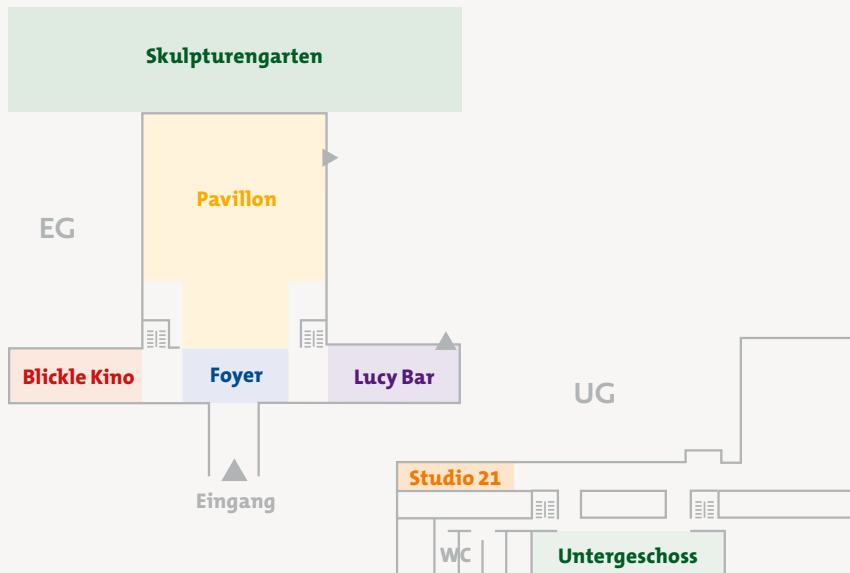 Skulpturengarten
Pavillon
EG
Blickle Kino
Foyer
Lucy Bar
UG
Studio 21
Eingang
WC
Untergeschoss